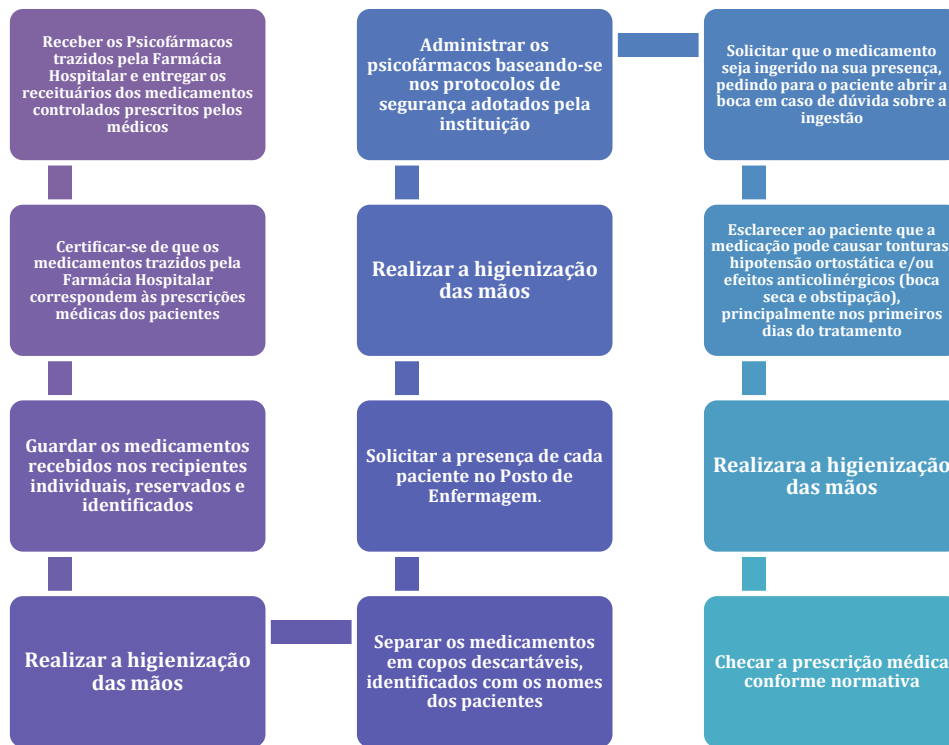 Receber os Psicofármacos
trazidos pela Farmácia
Hospitalar e entregar os
receituários dos medicamentos
controlados prescritos pelos
médicos
Certificar-se de que os
medicamentos trazidos pela
Farmácia Hospitalar
correspondem às prescrições
médicas dos pacientes
Guardar os medicamentos
recebidos nos recipientes
individuais, reservados e
identificados
Realizar a higienização
das mãos
Separar os medicamentos
em copos descartáveis,
identificados com os nomes
dos pacientes
Solicitar a presença de cada
paciente no Posto de
Enfermagem.
Realizar a higienização
das mãos
Administrar os
psicofármacos baseando-se
nos protocolos de
segurança adotados pela
instituição
Solicitar que o medicamento
seja ingerido na sua presença,
pedindo para o paciente abrir a
boca em caso de dúvida sobre a
ingestão
Esclarecer ao paciente que a
medicação pode causar tonturas,
hipotensão ortostática e/ou
efeitos anticolinérgicos (boca
seca e obstipação),
principalmente nos primeiros
dias do tratamento
Realizara a higienização
das mãos
Checar a prescrição médica
conforme normativa